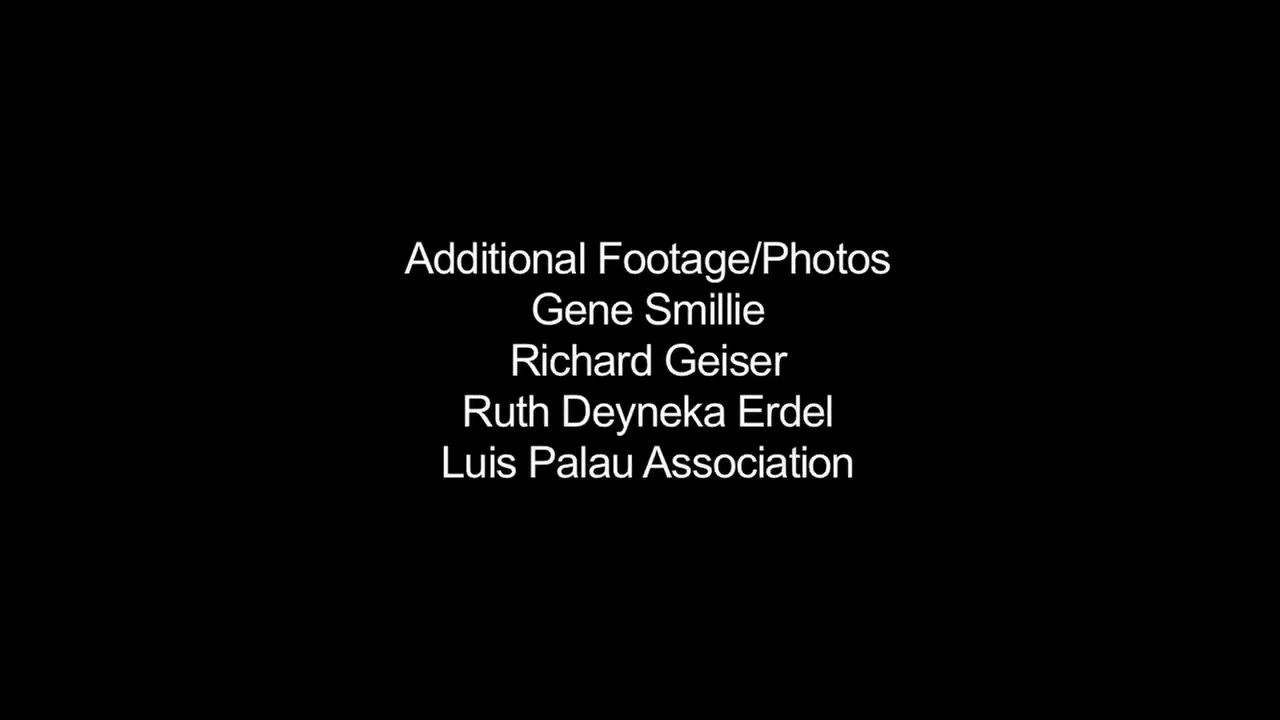 Additional Footage/Photos
Gene Smillie
Richard Geiser
Ruth Deyneka Erdel
Luis Palau Association